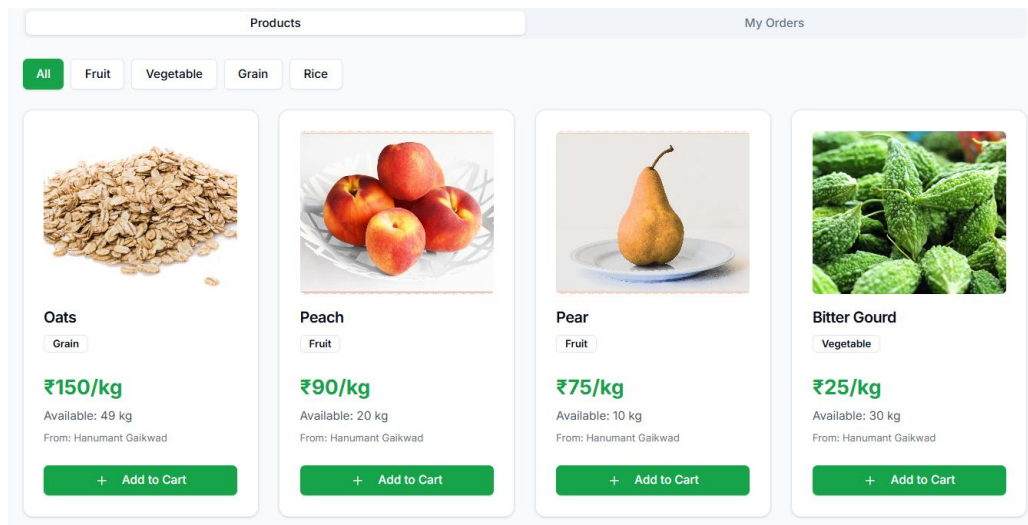 Products
My Orders
All
Fruit
Vegetable
Grain
Rice
Oats
Grain
₹150/kg
Available: 49 kg
From: Hanumant Gaikwad
+ Add to Cart
Peach
Fruit
₹90/kg
Available: 20 kg
From: Hanumant Gaikwad
+ Add to Cart
Pear
Fruit
₹75/kg
Available: 10 kg
From: Hanumant Gaikwad
+ Add to Cart
Bitter Gourd
Vegetable
₹25/kg
Available: 30 kg
From: Hanumant Gaikwad
+ Add to Cart